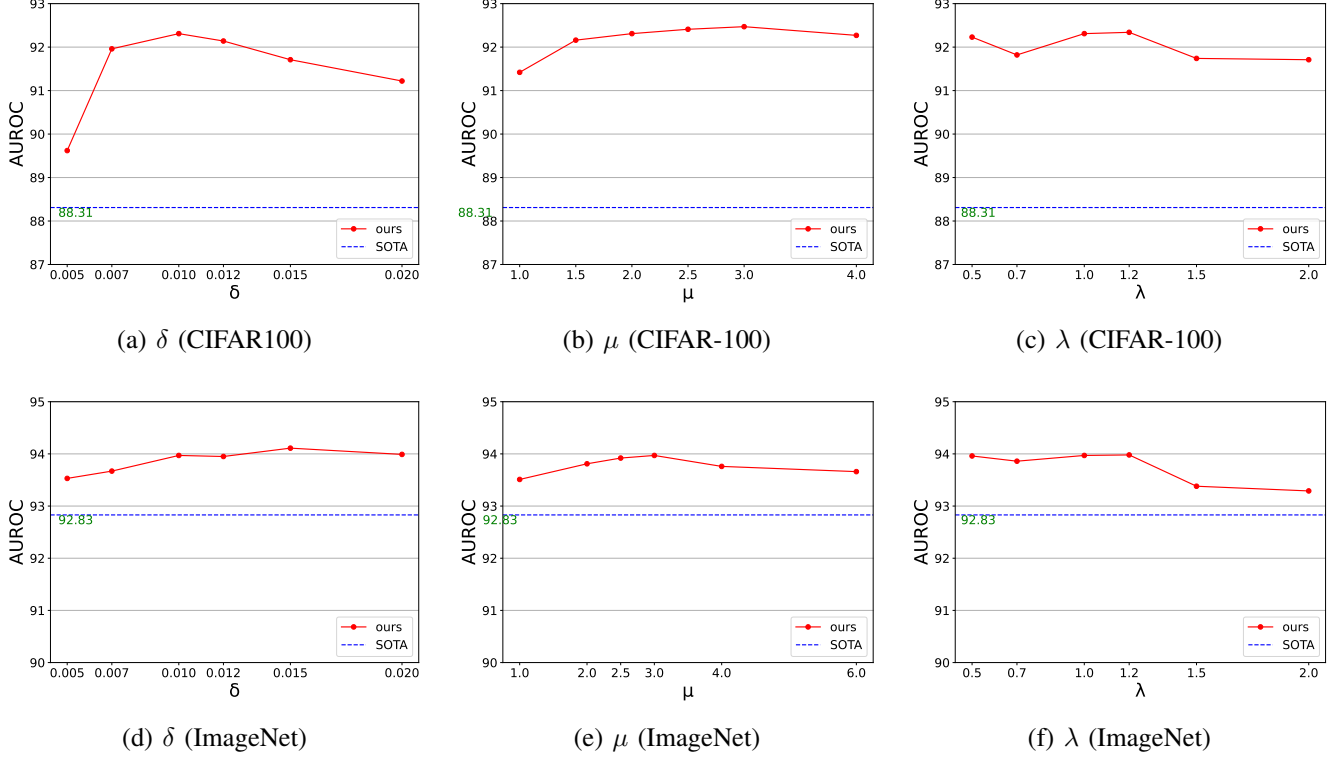 93
92
91
90
89
88
87
AUROC
88.31
ours
SOTA
0.005 0.007 0.010 0.012 0.015 0.020
δ
(a) δ (CIFAR100)
93
92
91
90
89
88
87
AUROC
88.31
ours
SOTA
1.0 1.5 2.0 2.5 3.0 4.0
μ
(b) μ (CIFAR-100)
93
92
91
90
89
88
87
AUROC
88.31
ours
SOTA
0.5 0.7 1.0 1.2 1.5 2.0
λ
(c) λ (CIFAR-100)
95
94
93
92
91
90
AUROC
92.83
ours
SOTA
0.005 0.007 0.010 0.012 0.015 0.020
δ
(d) δ (ImageNet)
95
94
93
92
91
90
AUROC
92.83
ours
SOTA
1.0 2.0 2.5 3.0 4.0 6.0
μ
(e) μ (ImageNet)
95
94
93
92
91
90
AUROC
92.83
ours
SOTA
0.5 0.7 1.0 1.2 1.5 2.0
λ
(f) λ (ImageNet)